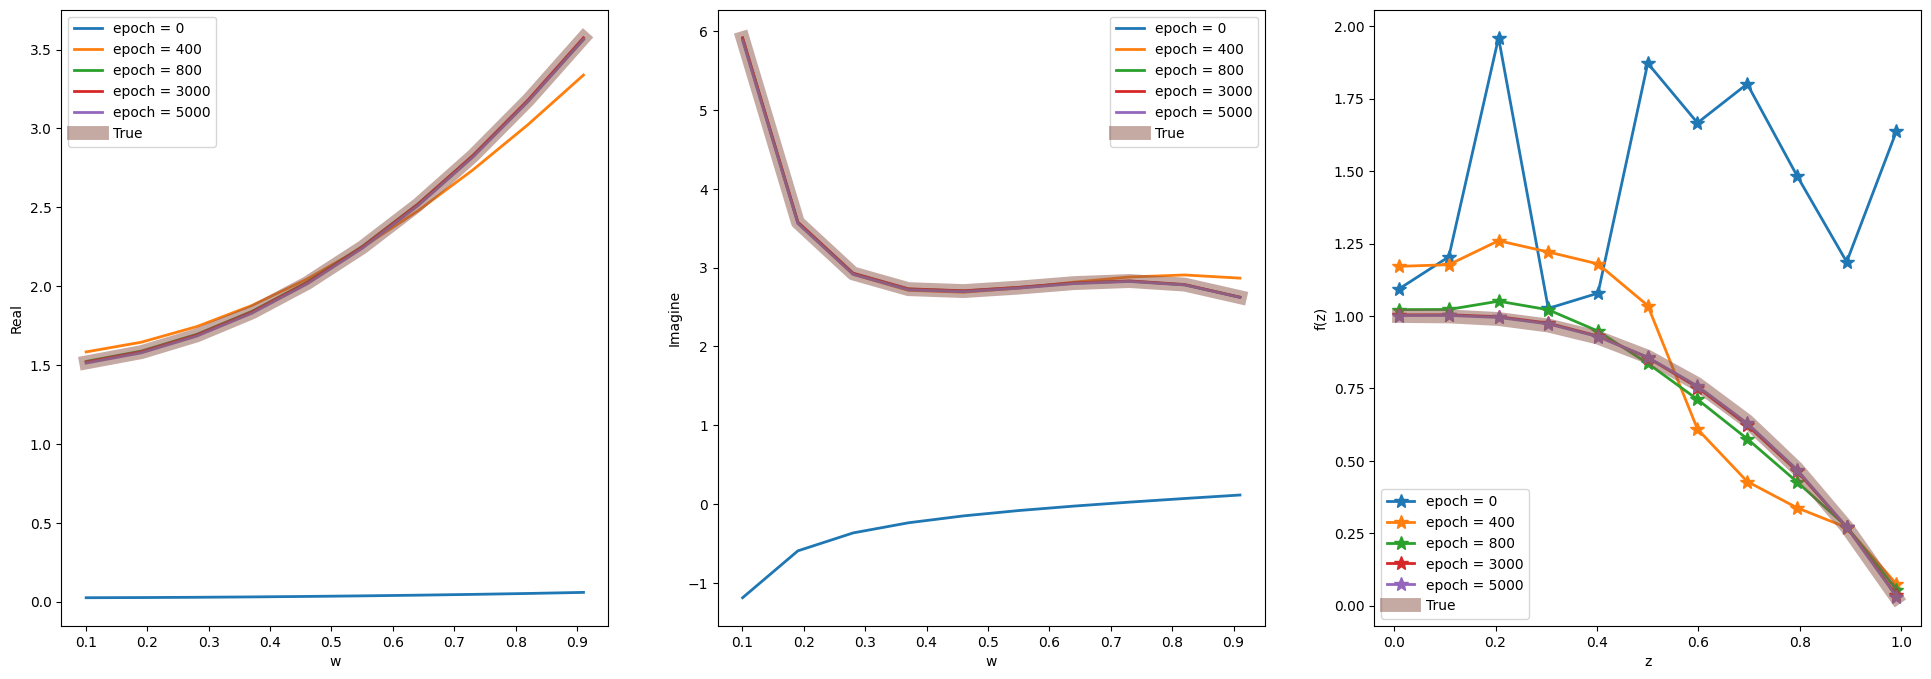 epoch = 0
epoch = 400
epoch = 800
epoch = 3000
epoch = 5000
True
3.5
3.0
2.5
2.0
1.5
1.0
0.5
0.0
Real
0.1 0.2 0.3 0.4 0.5 0.6 0.7 0.8 0.9
w
epoch = 0
epoch = 400
epoch = 800
epoch = 3000
epoch = 5000
True
6
5
4
3
2
1
0
−1
Imagine
0.1 0.2 0.3 0.4 0.5 0.6 0.7 0.8 0.9
w
2.00
1.75
1.50
1.25
1.00
0.75
0.50
0.25
0.00
f(z)
epoch = 0
epoch = 400
epoch = 800
epoch = 3000
epoch = 5000
True
0.0 0.2 0.4 0.6 0.8 1.0
z